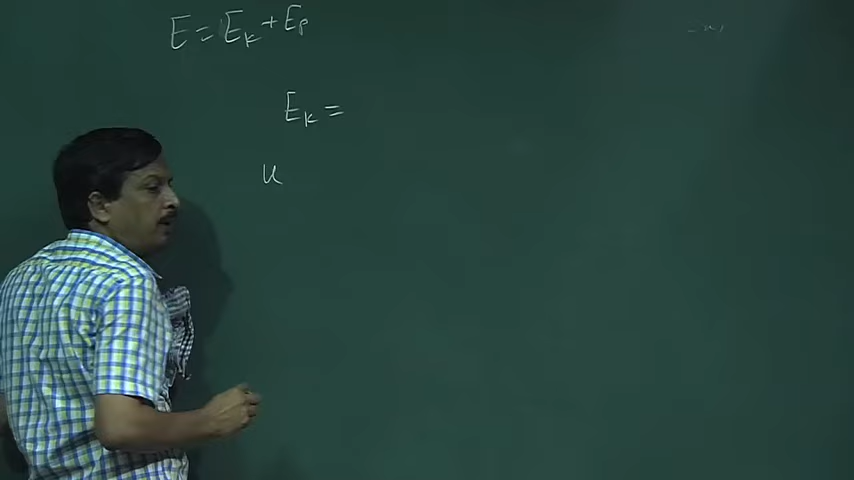 E = E_k + E_p
E_k =
u